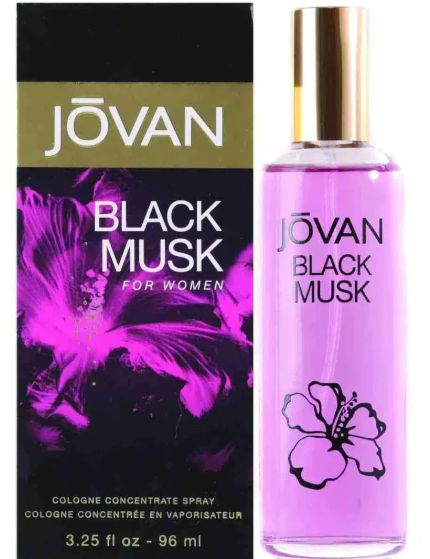 JŌVAN
BLACK
MUSK
FOR WOMEN
COLOGNE CONCENTRATE SPRAY
COLOGNE CONCENTRÉE EN VAPORISATEUR
3.25 fl oz - 96 ml
JŌVAN
BLACK
MUSK